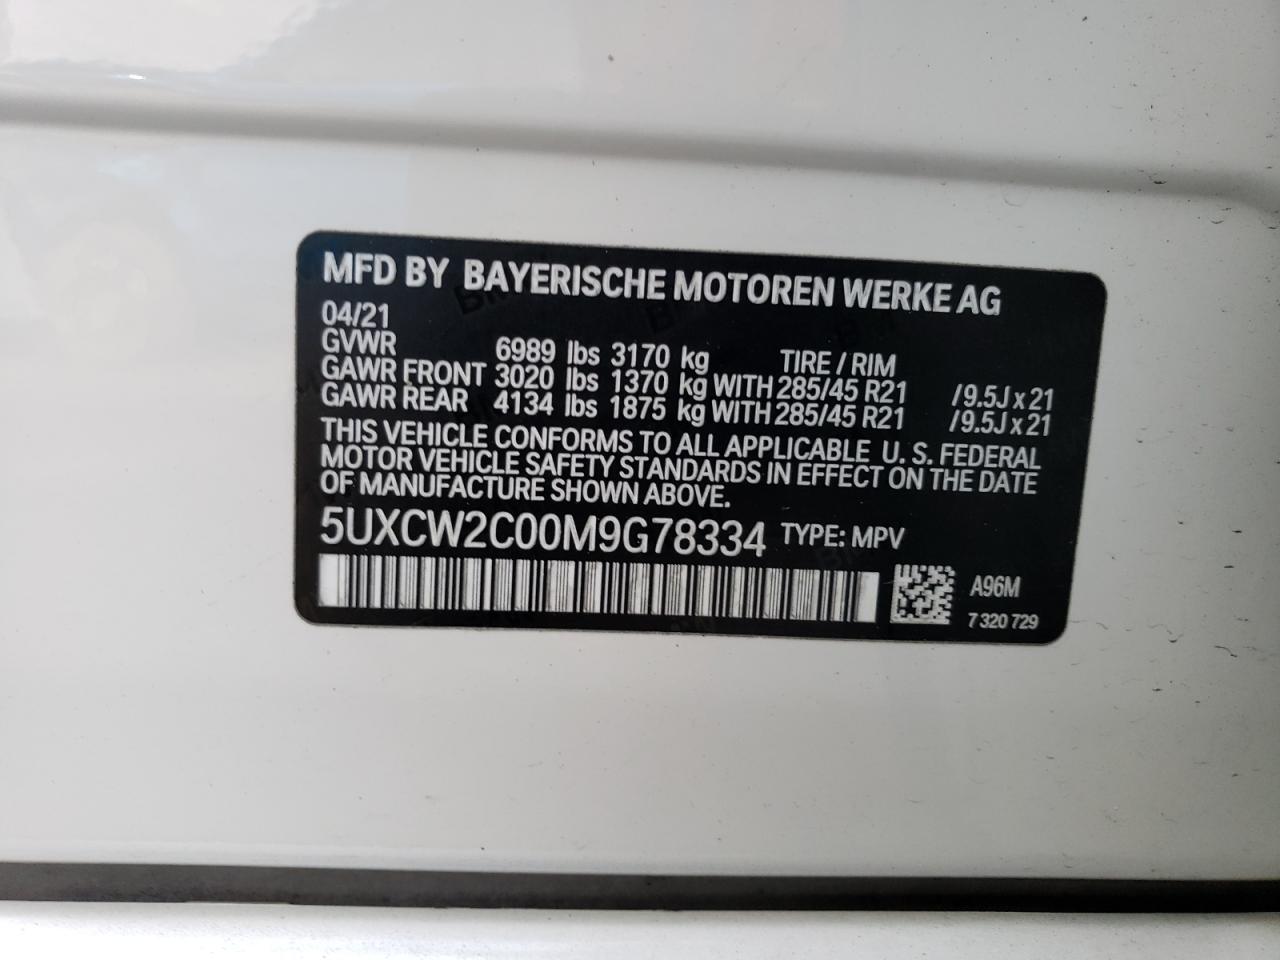 MFD BY BAYERISCHE MOTOREN WERKE AG
04/21
GVWR 6989 lbs 3170 kg TIRE / RIM
GAWR FRONT 3020 lbs 1370 kg WITH 285/45 R21 /9.5J x 21
GAWR REAR 4134 lbs 1875 kg WITH 285/45 R21 /9.5J x 21
THIS VEHICLE CONFORMS TO ALL APPLICABLE U. S. FEDERAL
MOTOR VEHICLE SAFETY STANDARDS IN EFFECT ON THE DATE
OF MANUFACTURE SHOWN ABOVE.
5UXCW2C00M9G78334 TYPE: MPV
A96M
7 320 729